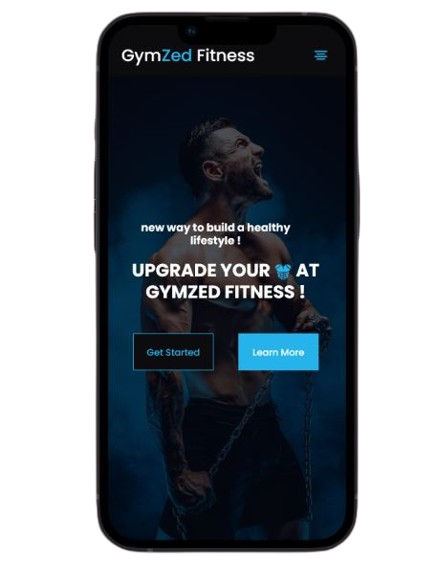 GymZed Fitness
new way to build a healthy
lifestyle !
UPGRADE YOUR AT
GYMZED FITNESS !
Get Started
Learn More